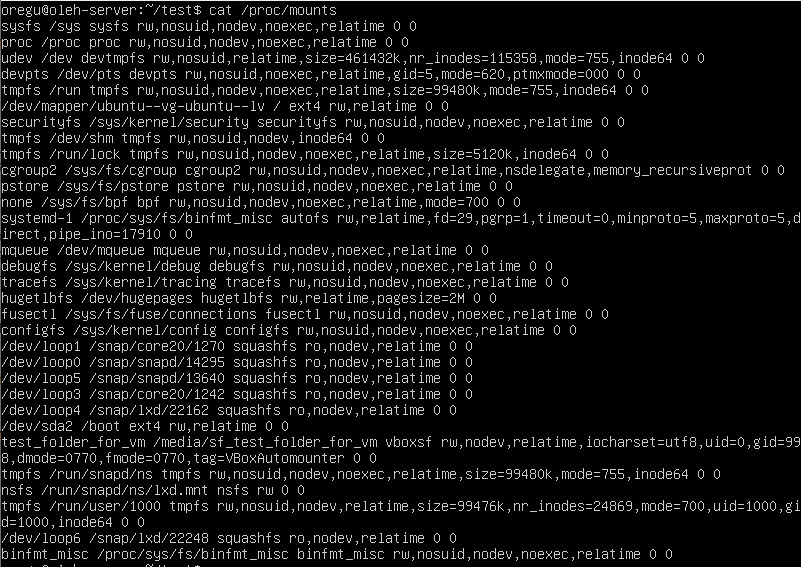 oregu@oleh-server:~/test$ cat /proc/mounts
sysfs /sys sysfs rw,nosuid,nodev,noexec,relatime 0 0
proc /proc proc rw,nosuid,nodev,noexec,relatime 0 0
udev /dev devtmpfs rw,nosuid,relatime,size=461432k,nr_inodes=115358,mode=755,inode64 0 0
devpts /dev/pts devpts rw,nosuid,noexec,relatime,gid=5,mode=620,ptmxmode=000 0 0
tmpfs /run tmpfs rw,nosuid,nodev,noexec,relatime,size=99480k,mode=755,inode64 0 0
/dev/mapper/ubuntu--vg-ubuntu--lv / ext4 rw,relatime 0 0
securityfs /sys/kernel/security securityfs rw,nosuid,nodev,noexec,relatime 0 0
tmpfs /dev/shm tmpfs rw,nosuid,nodev,inode64 0 0
tmpfs /run/lock tmpfs rw,nosuid,nodev,noexec,relatime,size=5120k,inode64 0 0
cgroup2 /sys/fs/cgroup cgroup2 rw,nosuid,nodev,noexec,relatime,nsdelegate,memory_recursiveprot 0 0
pstore /sys/fs/pstore pstore rw,nosuid,nodev,noexec,relatime 0 0
none /sys/fs/bpf bpf rw,nosuid,nodev,noexec,relatime,mode=700 0 0
systemd-1 /proc/sys/fs/binfmt_misc autofs rw,relatime,fd=29,pgrp=1,timeout=0,minproto=5,maxproto=5,d
irect,pipe_ino=17910 0 0
mqueue /dev/mqueue mqueue rw,nosuid,nodev,noexec,relatime 0 0
debugfs /sys/kernel/debug debugfs rw,nosuid,nodev,noexec,relatime 0 0
tracefs /sys/kernel/tracing tracefs rw,nosuid,nodev,noexec,relatime 0 0
hugetlbfs /dev/hugepages hugetlbfs rw,relatime,pagesize=2M 0 0
fusectl /sys/fs/fuse/connections fusectl rw,nosuid,nodev,noexec,relatime 0 0
configfs /sys/kernel/config configfs rw,nosuid,nodev,noexec,relatime 0 0
/dev/loop1 /snap/core20/1270 squashfs ro,nodev,relatime 0 0
/dev/loop0 /snap/snapd/14295 squashfs ro,nodev,relatime 0 0
/dev/loop5 /snap/snapd/13640 squashfs ro,nodev,relatime 0 0
/dev/loop3 /snap/core20/1242 squashfs ro,nodev,relatime 0 0
/dev/loop4 /snap/lxd/22162 squashfs ro,nodev,relatime 0 0
/dev/sda2 /boot ext4 rw,relatime 0 0
test_folder_for_vm /media/sf_test_folder_for_vm vboxsf rw,nodev,relatime,iocharset=utf8,uid=0,gid=99
8,dmode=0770,fmode=0770,tag=VBoxAutomounter 0 0
tmpfs /run/snapd/ns tmpfs rw,nosuid,nodev,noexec,relatime,size=99480k,mode=755,inode64 0 0
nsfs /run/snapd/ns/lxd.mnt nsfs rw 0 0
tmpfs /run/user/1000 tmpfs rw,nosuid,nodev,relatime,size=99476k,nr_inodes=24869,mode=700,uid=1000,gi
d=1000,inode64 0 0
/dev/loop6 /snap/lxd/22248 squashfs ro,nodev,relatime 0 0
binfmt_misc /proc/sys/fs/binfmt_misc binfmt_misc rw,nosuid,nodev,noexec,relatime 0 0
oregu@oleh-server:~/test$